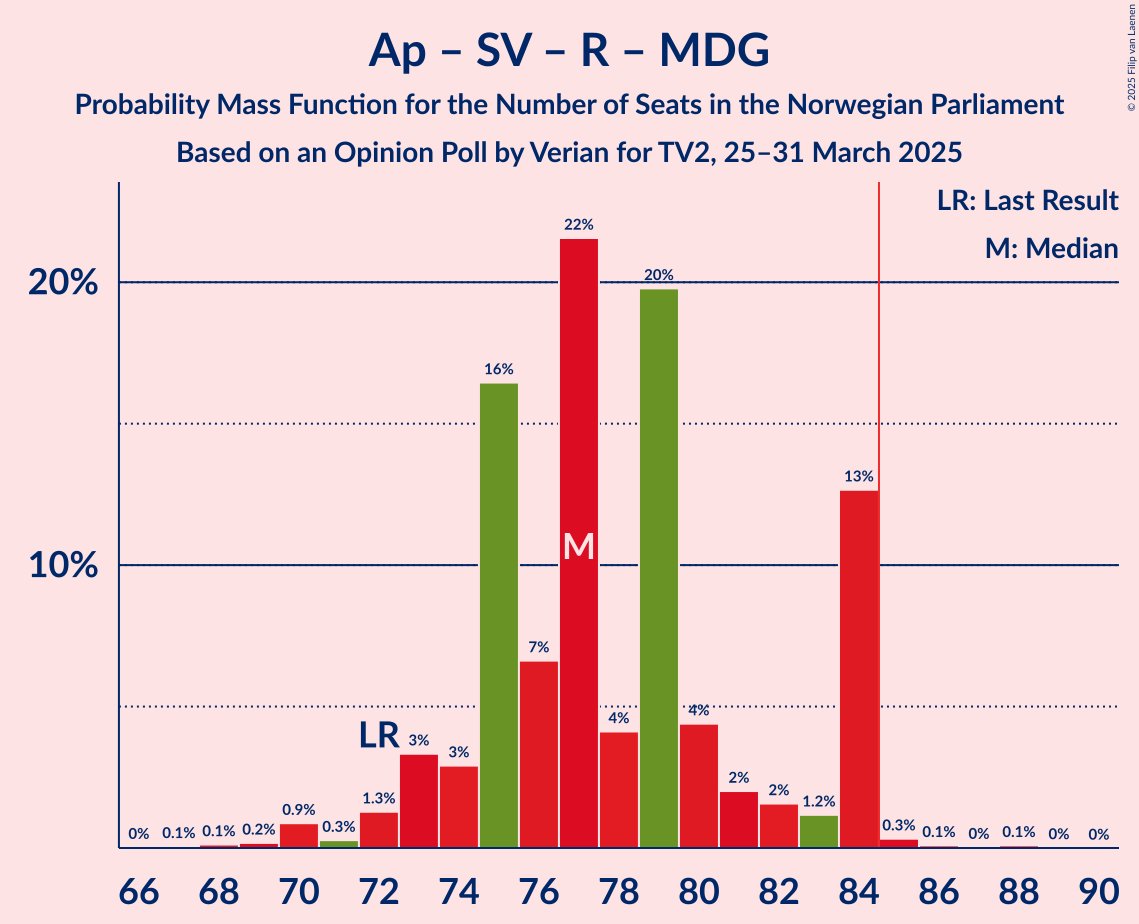 Ap – SV – R – MDG
Probability Mass Function for the Number of Seats in the Norwegian Parliament
Based on an Opinion Poll by Verian for TV2, 25–31 March 2025
© 2025 Filip van Laenen
LR: Last Result
M: Median
20%
10%
0% 0.1% 0.1% 0.2% 0.9% 0.3% 1.3% 3% 3% 16% 7% 22% 4% 20% 4% 2% 2% 1.2% 13% 0.3% 0.1% 0% 0.1% 0% 0%
LR
M
66 68 70 72 74 76 78 80 82 84 86 88 90